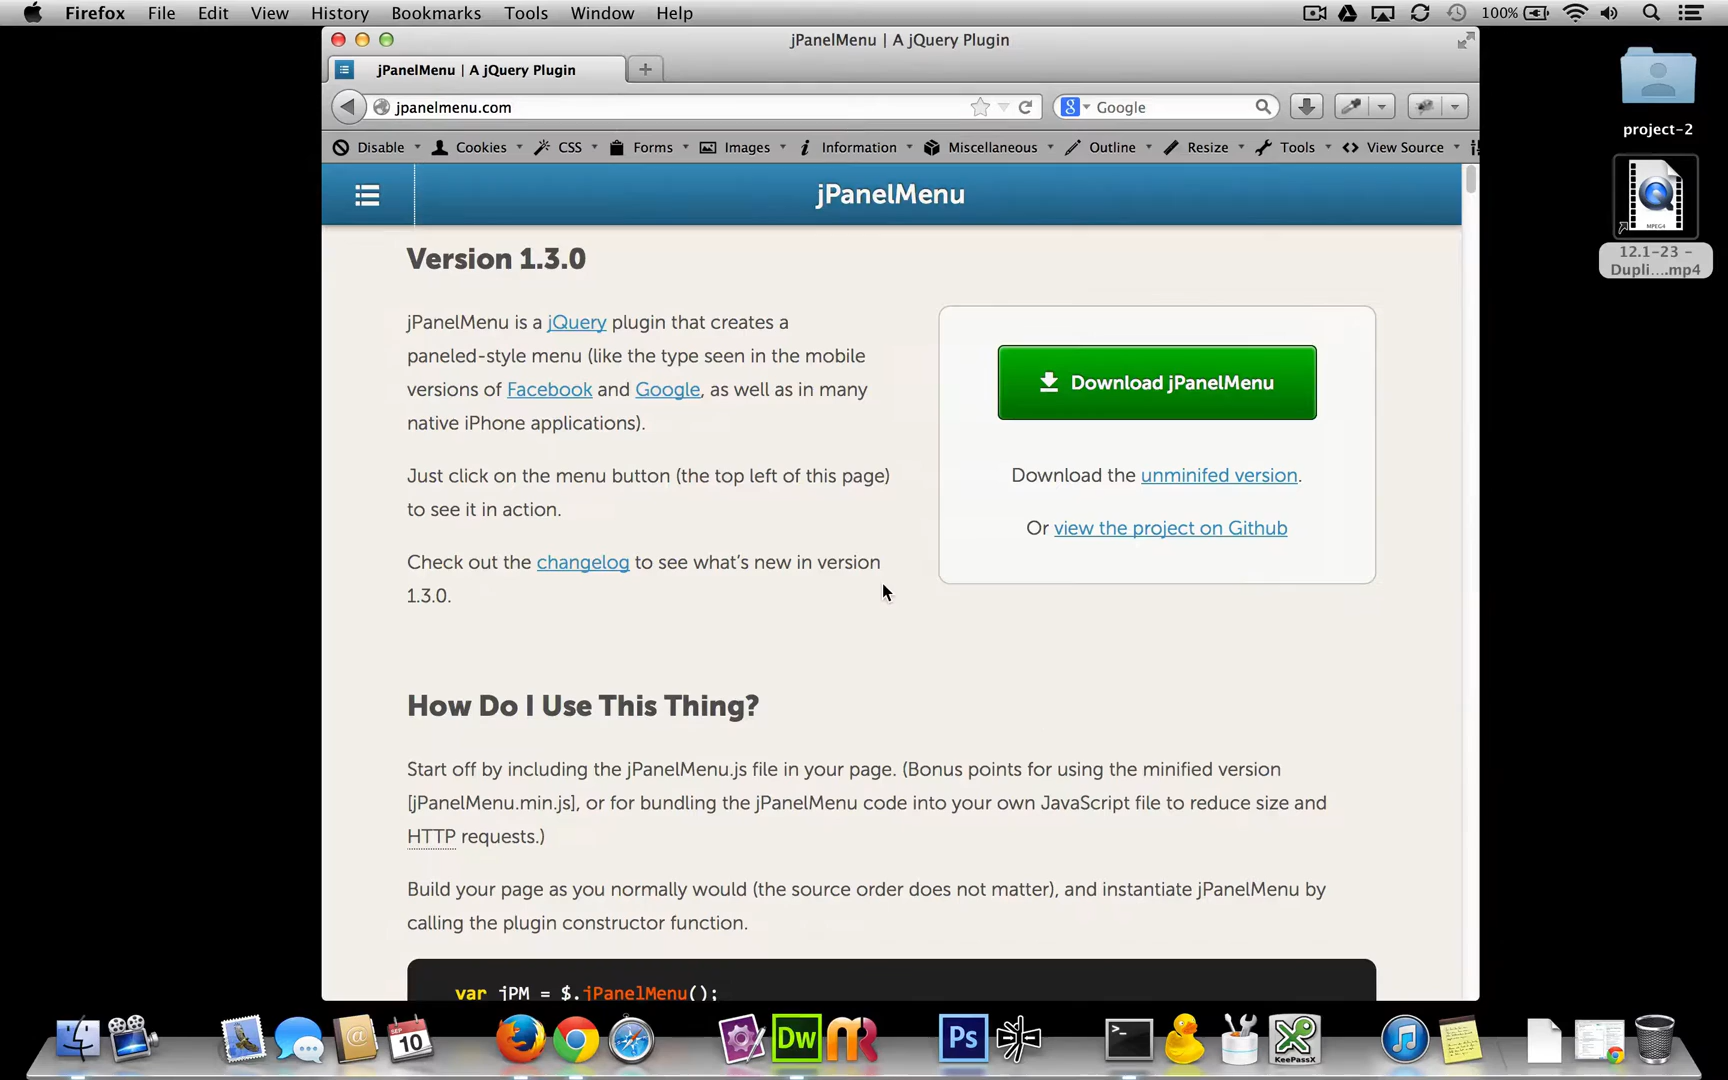 Firefox File Edit View History Bookmarks Tools Window Help 100%
jPanelMenu | A jQuery Plugin
jPanelMenu | A jQuery Plugin
jpanelmenu.com Google
Disable Cookies CSS Forms Images Information Miscellaneous Outline Resize Tools View Source
jPanelMenu
Version 1.3.0
jPanelMenu is a jQuery plugin that creates a
paneled-style menu (like the type seen in the mobile
versions of Facebook and Google, as well as in many
native iPhone applications).
Just click on the menu button (the top left of this page)
to see it in action.
Check out the changelog to see what’s new in version
1.3.0.
Download jPanelMenu
Download the unminifed version.
Or view the project on Github
How Do I Use This Thing?
Start off by including the jPanelMenu.js file in your page. (Bonus points for using the minified version
[jPanelMenu.min.js], or for bundling the jPanelMenu code into your own JavaScript file to reduce size and
HTTP requests.)
Build your page as you normally would (the source order does not matter), and instantiate jPanelMenu by
calling the plugin constructor function.
var jPM = $.jPanelMenu();
project-2
MPEG4
12.1-23 -
Dupli....mp4
SEP
10
Dw
Ps
KeePassX